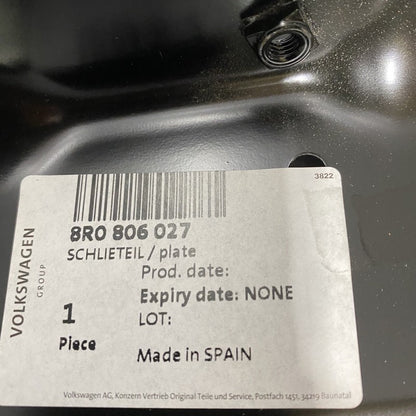 3822
8R0 806 027
SCHLIETEIL / plate
Prod. date:
Expiry date: NONE
1
LOT:
Piece
Made in SPAIN
VOLKSWAGEN
GROUP
Volkswagen AG, Konzern Vertrieb Original Teile und Service, Postfach 1451, 34219 Baunatal